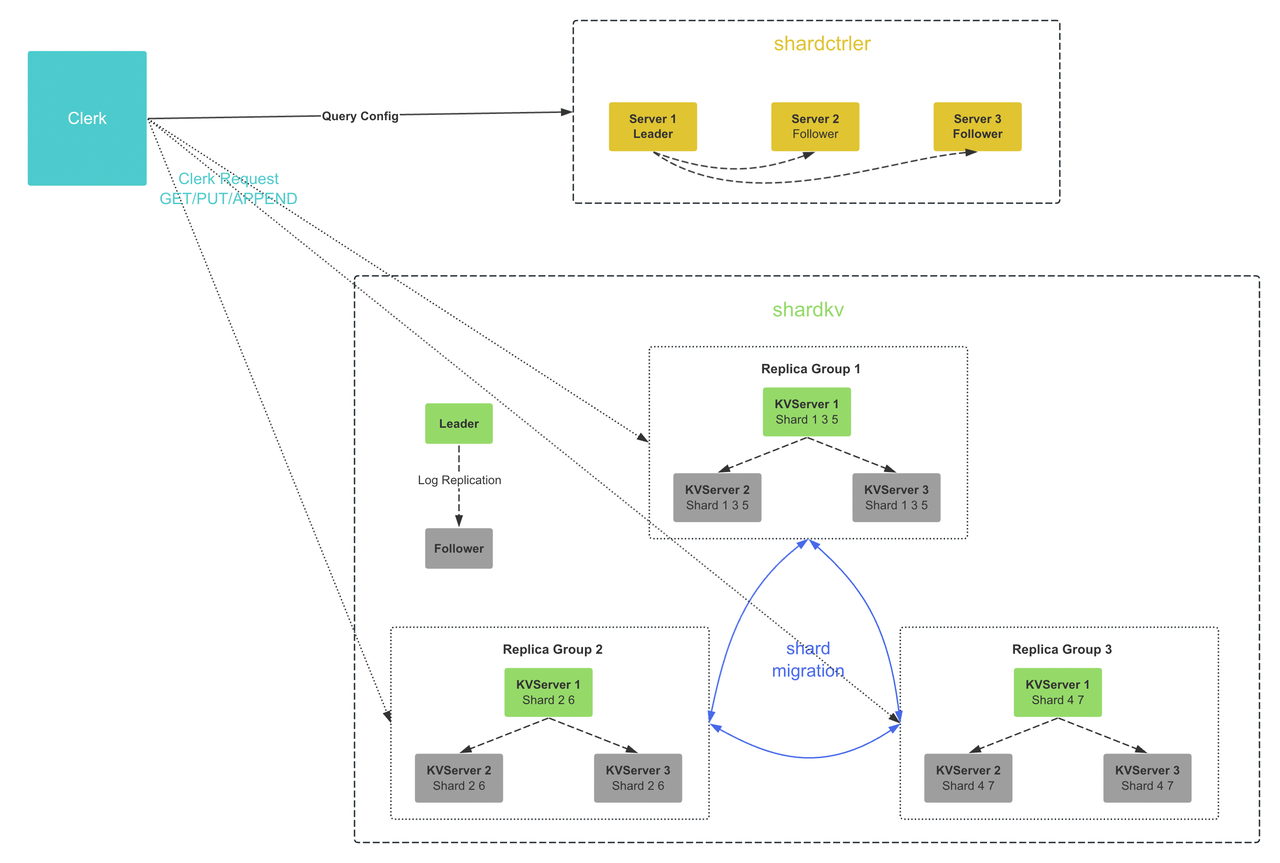 shardctrler
Clerk
Query Config
Server 1
Leader
Server 2
Follower
Server 3
Follower
Clerk Request
GET/PUT/APPEND
shardkv
Replica Group 1
KVServer 1
Shard 1 3 5
KVServer 2
Shard 1 3 5
KVServer 3
Shard 1 3 5
Leader
Log Replication
Follower
shard
migration
Replica Group 2
KVServer 1
Shard 2 6
KVServer 2
Shard 2 6
KVServer 3
Shard 2 6
Replica Group 3
KVServer 1
Shard 4 7
KVServer 2
Shard 4 7
KVServer 3
Shard 4 7